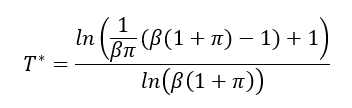 T* = ln(1/βπ (β(1 + π) − 1) + 1) / ln(β(1 + π))